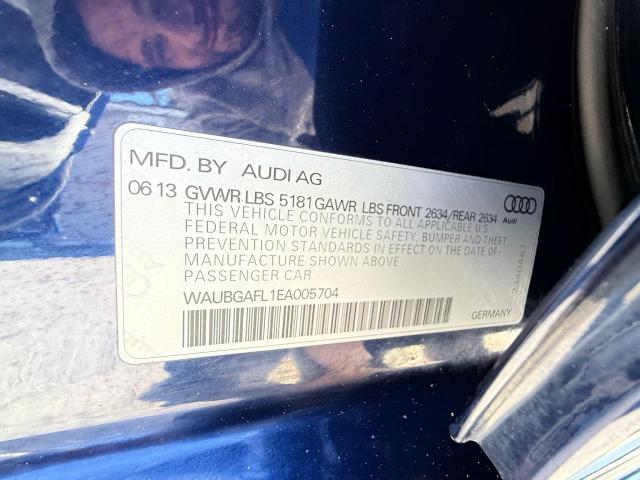 MFD. BY AUDI AG
06 13 GVWR LBS 5181 GAWR LBS FRONT 2634/REAR 2634
THIS VEHICLE CONFORMS TO ALL APPLICABLE U.S
FEDERAL MOTOR VEHICLE SAFETY, BUMPER AND THEFT
PREVENTION STANDARDS IN EFFECT ON THE DATE OF
MANUFACTURE SHOWN ABOVE
PASSENGER CAR
WAUBGAFL1EA005704
Audi
2340461
GERMANY